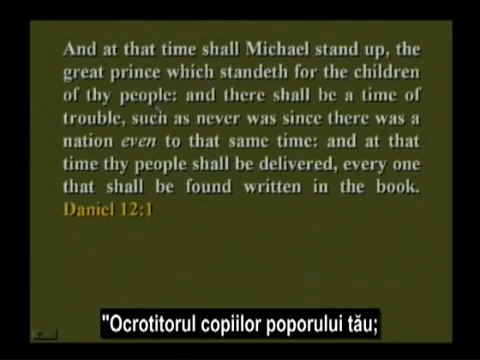 And at that time shall Michael stand up, the
great prince which standeth for the children
of thy people: and there shall be a time of
trouble, such as never was since there was a
nation even to that same time: and at that
time thy people shall be delivered, every one
that shall be found written in the book.
Daniel 12:1
"Ocrotitorul copiilor poporului tău;